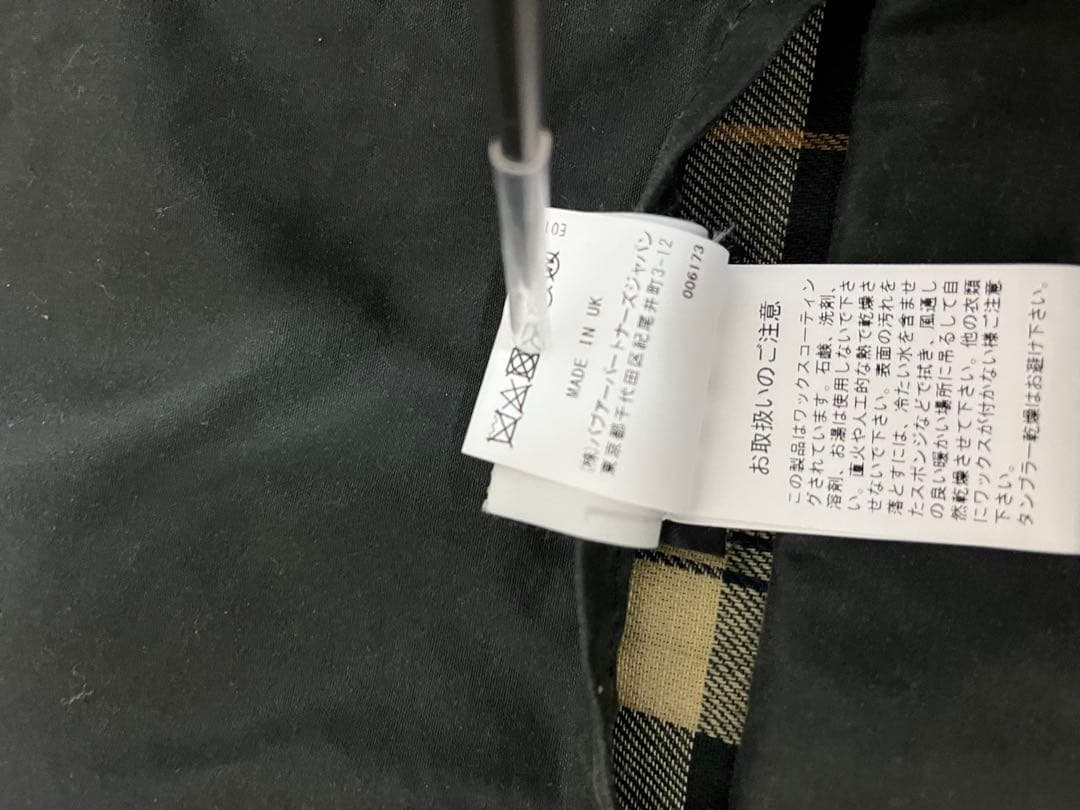 E01
MADE IN UK
(株)バブアーパートナーズジャパン
東京都千代田区紀尾井町3-12
006173
お取扱いのご注意
この製品はワックスコーティン
グされています。石鹸、洗剤、
溶剤、お湯は使用しないで下さ
い。直火や人工的な熱で乾燥さ
せないで下さい。表面の汚れを
落とすには、冷たい水を含ませ
たスポンジなどで拭き、風通し
の良い暖かい場所に吊るして自
然乾燥させて下さい。他の衣類
にワックスが付かない様ご注意
下さい。
タンブラー乾燥はお避け下さい。